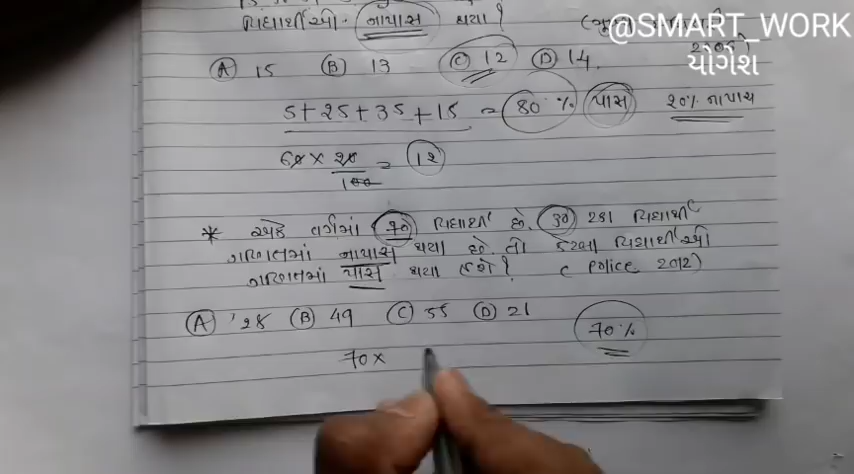 વિદ્યાર્થીઓ નાપાસ થયા?
@SMART_WORK
યોગેશ
(A) 15 (B) 13 (C) 12 (D) 14.
5+25+35+15 = 80 % પાસ 20% નાપાસ
60 × 20 = 12
100
* એક વર્ગમાં 70 વિદ્યાર્થી છે. 30 ટકા વિદ્યાર્થી
ગણિતમાં નાપાસ થયા છે. તો કેટલા વિદ્યાર્થીઓ
ગણિતમાં પાસ થયા હશે? ( Police 2012)
(A) 28 (B) 49 (C) 55 (D) 21
70%
70×